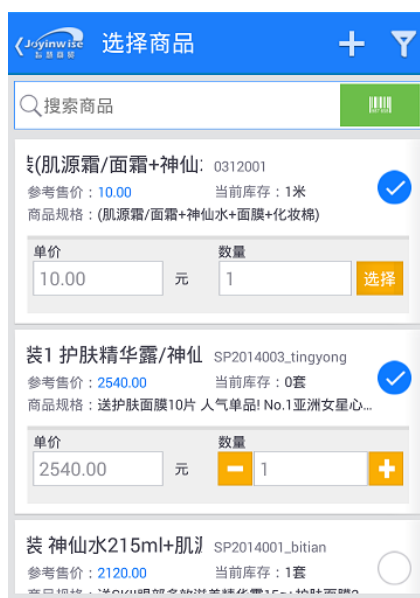 Joyinwise
智慧商贸
选择商品
搜索商品
装(肌源霜/面霜+神仙 0312001
参考售价：10.00 当前库存：1米
商品规格：(肌源霜/面霜+神仙水+面膜+化妆棉)
单价 数量
10.00 元 1 选择
装1 护肤精华露/神仙 SP2014003_tingyong
参考售价：2540.00 当前库存：0套
商品规格：送护肤面膜10片 人气单品! No.1亚洲女星心...
单价 数量
2540.00 元 1
装 神仙水215ml+肌 SP2014001_bitian
参考售价：2120.00 当前库存：1套